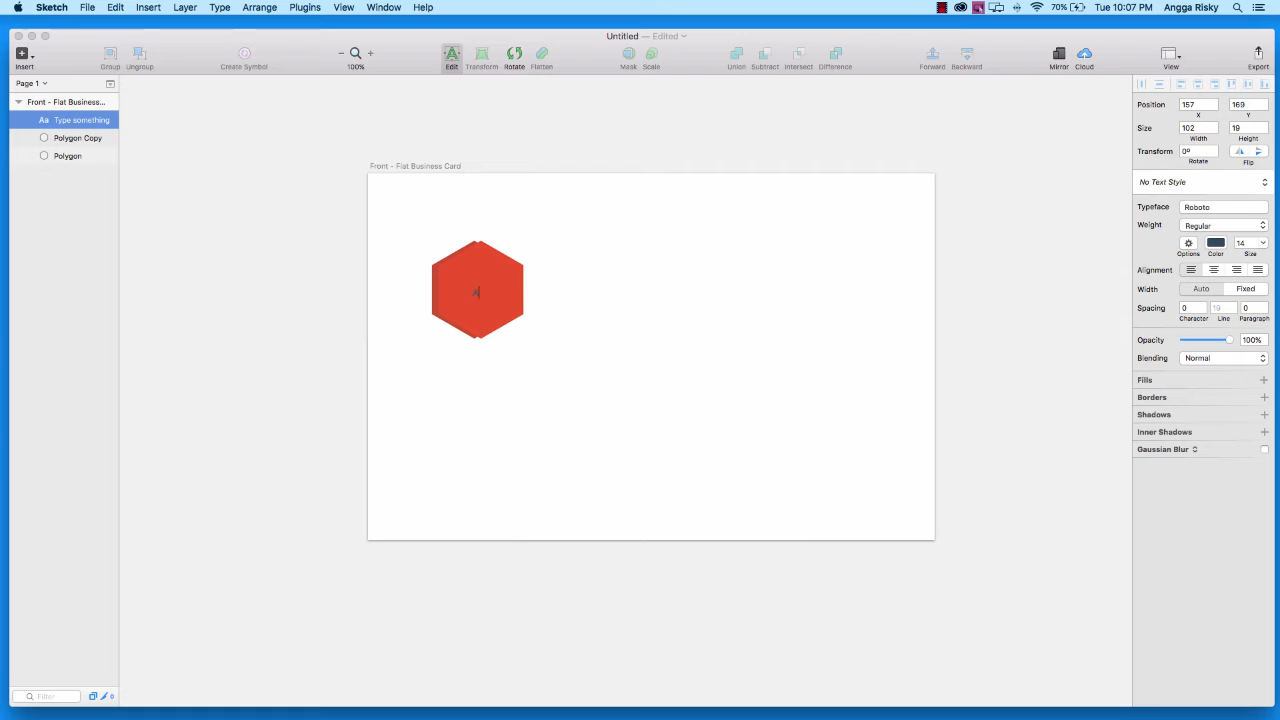 Sketch File Edit Insert Layer Type Arrange Plugins View Window Help 70% Tue 10:07 PM Angga Risky
Untitled — Edited
Insert Group Ungroup Create Symbol 100% Edit Transform Rotate Flatten Mask Scale Union Subtract Intersect Difference Forward Backward Mirror Cloud View Export
Page 1
Front - Flat Business...
Aa Type something
Polygon Copy
Polygon
Filter 0
Front - Flat Business Card
Position 157 169
X Y
Size 102 19
Width Height
Transform 0º
Rotate Flip
No Text Style
Typeface Roboto
Weight Regular
14
Options Color Size
Alignment
Width Auto Fixed
Spacing 0 19 0
Character Line Paragraph
Opacity 100%
Blending Normal
Fills
Borders
Shadows
Inner Shadows
Gaussian Blur